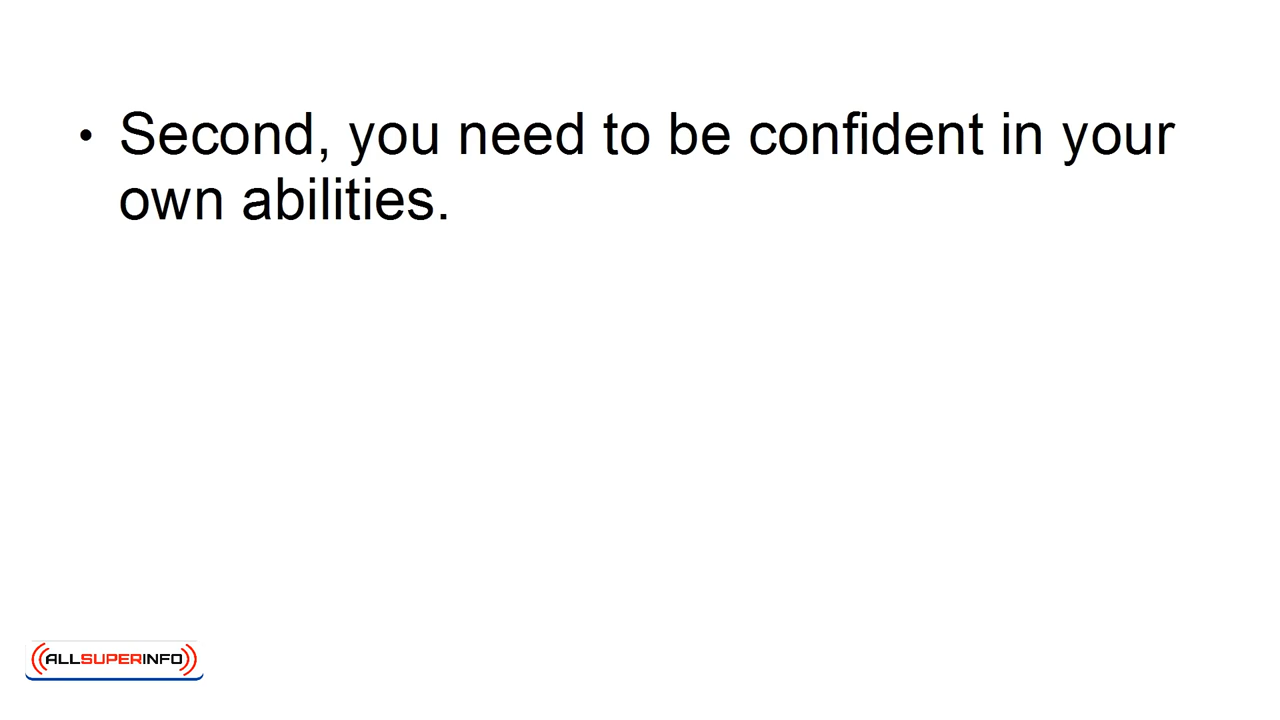 • Second, you need to be confident in your
own abilities.
ALLSUPERINFO